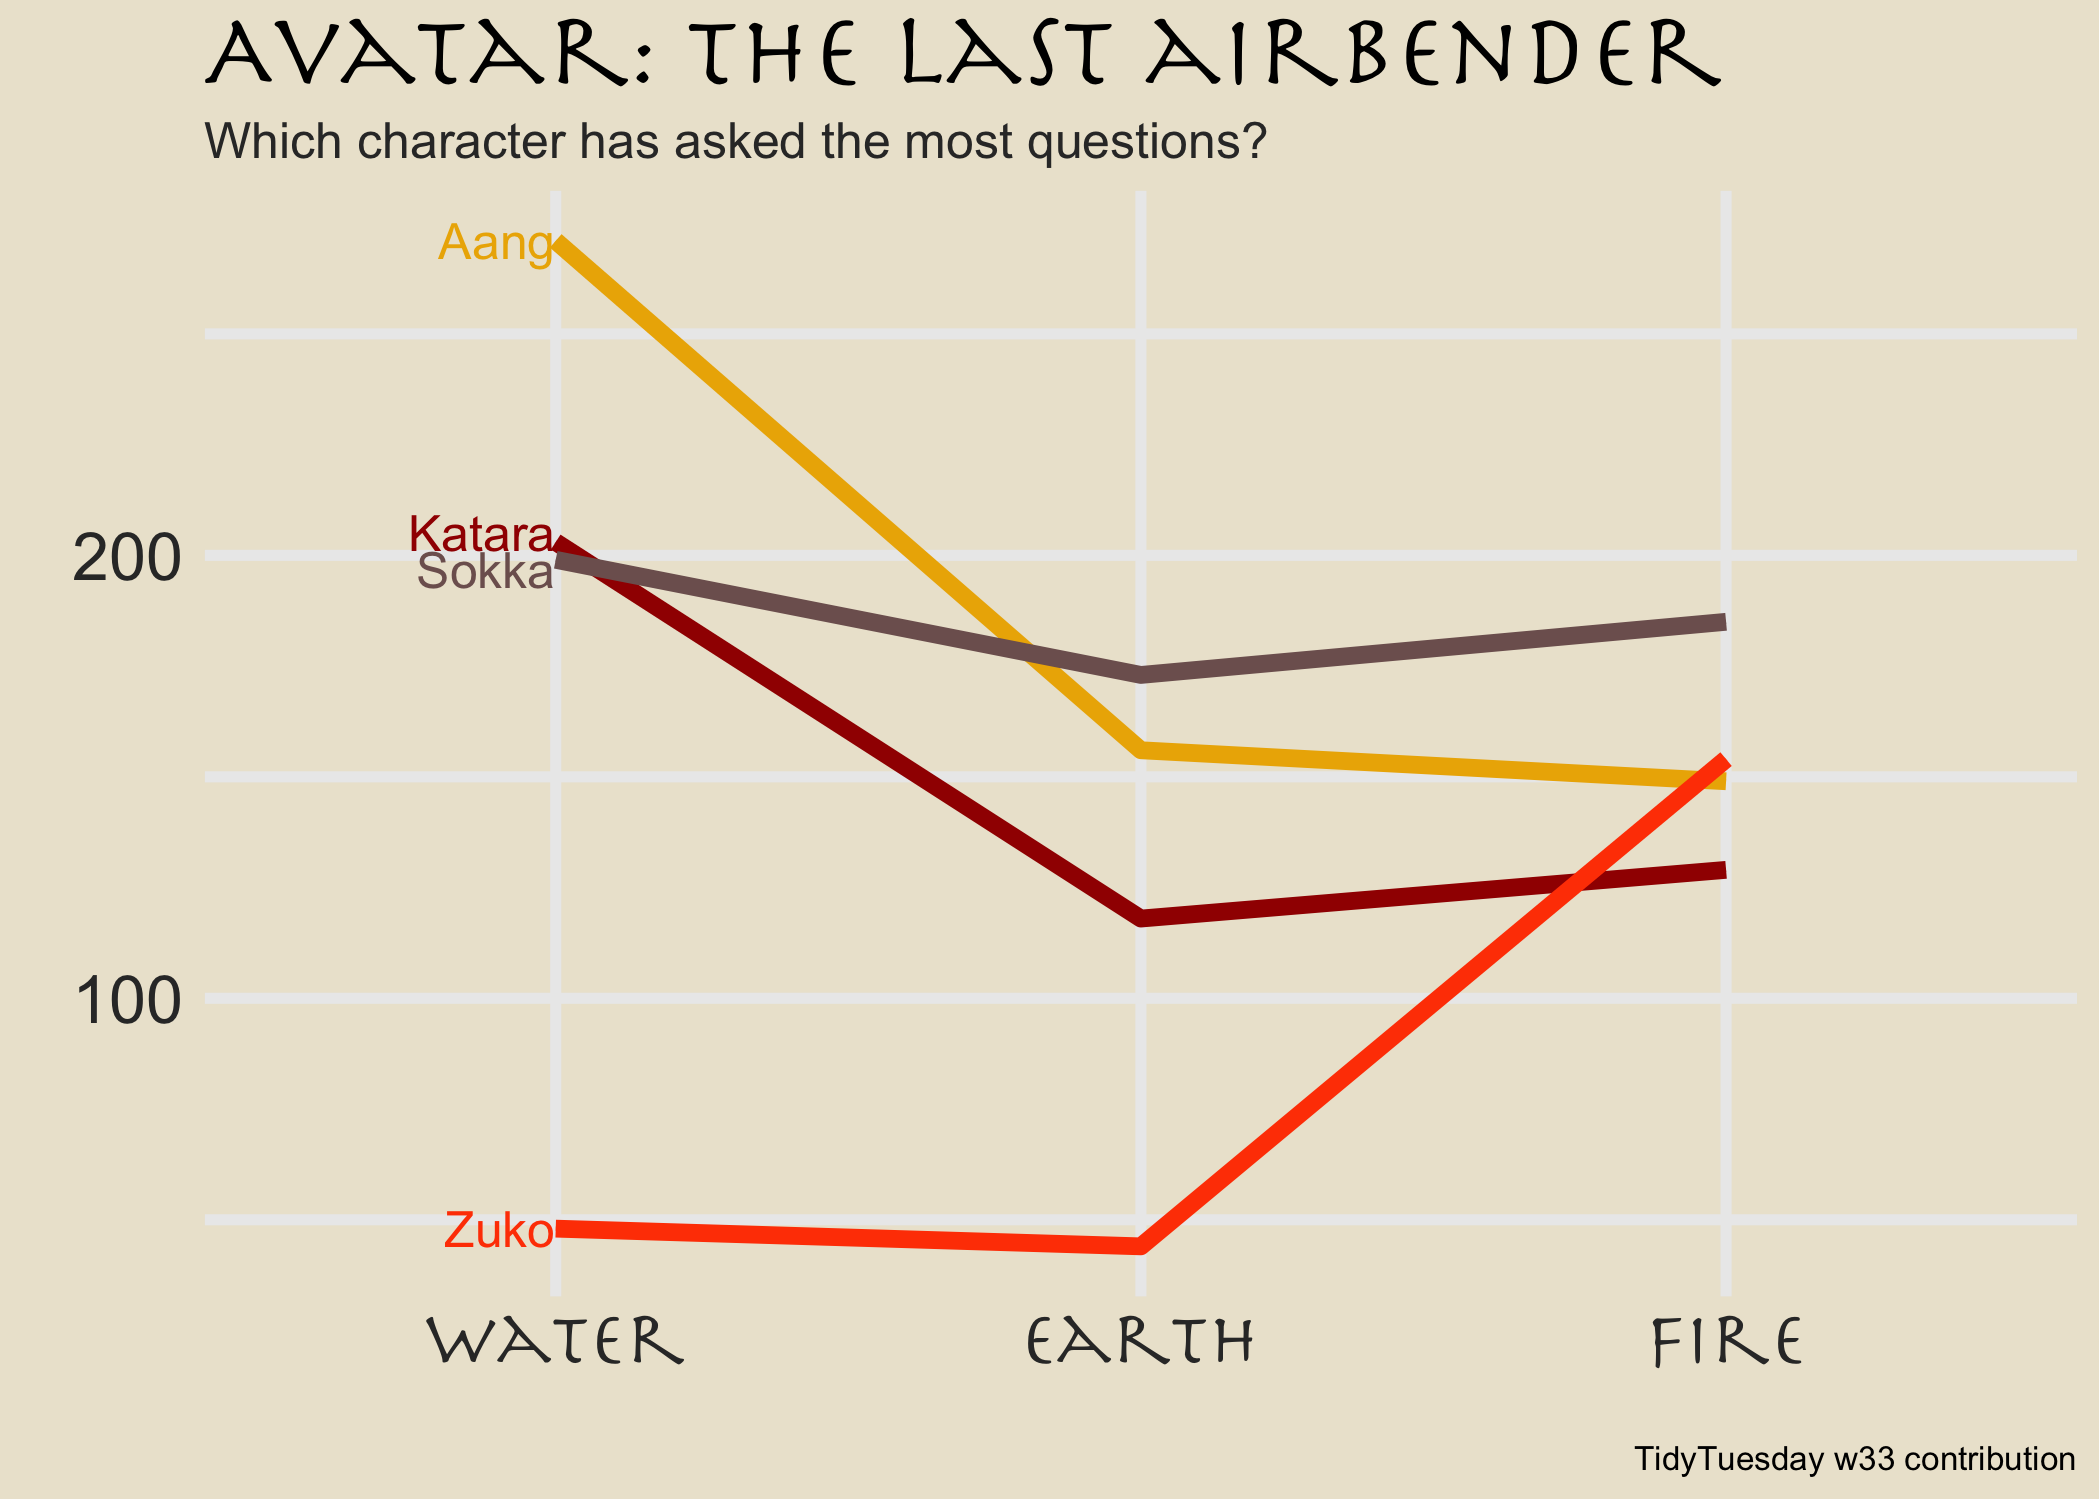 AVATAR: THE LAST AIRBENDER
Which character has asked the most questions?
Aang
Katara
200
Sokka
100
Zuko
WATER EARTH FIRE
TidyTuesday w33 contribution